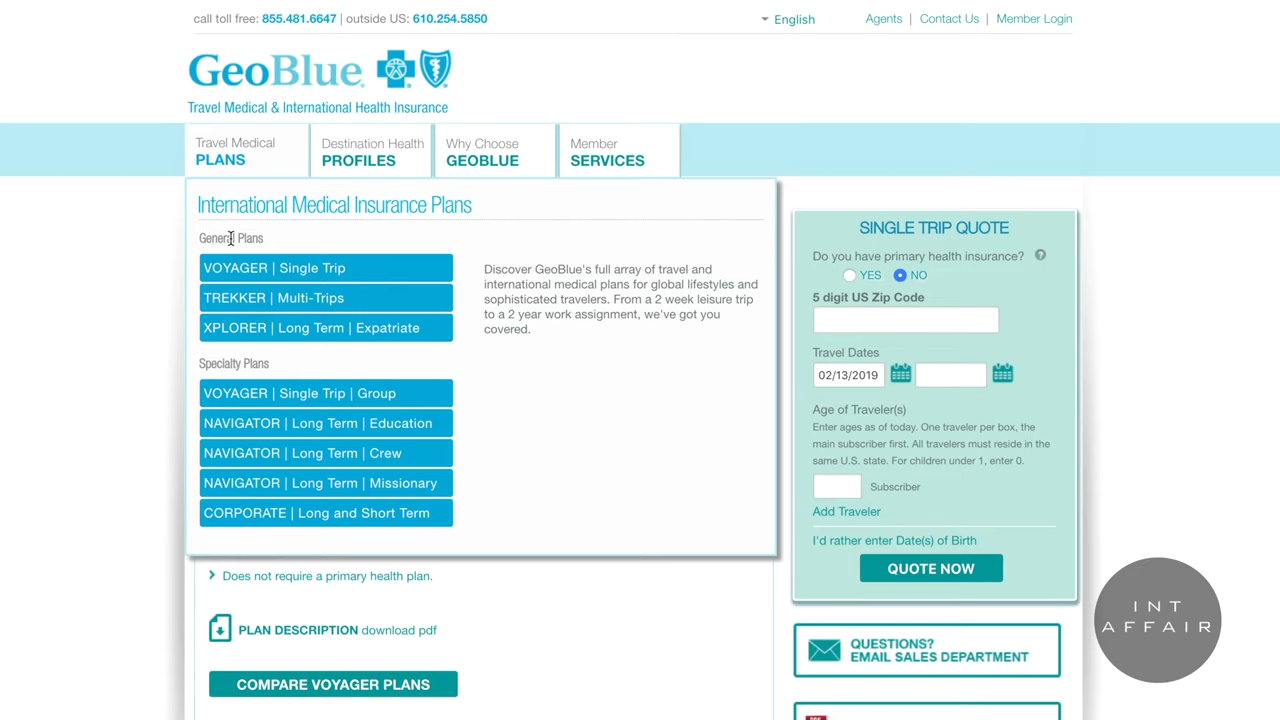 call toll free: 855.481.6647 | outside US: 610.254.5850
English
Agents | Contact Us | Member Login
GeoBlue
Travel Medical & International Health Insurance
Travel Medical
PLANS
Destination Health
PROFILES
Why Choose
GEOBLUE
Member
SERVICES
International Medical Insurance Plans
General Plans
VOYAGER | Single Trip
TREKKER | Multi-Trips
XPLORER | Long Term | Expatriate
Discover GeoBlue's full array of travel and
international medical plans for global lifestyles and
sophisticated travelers. From a 2 week leisure trip
to a 2 year work assignment, we've got you
covered.
Specialty Plans
VOYAGER | Single Trip | Group
NAVIGATOR | Long Term | Education
NAVIGATOR | Long Term | Crew
NAVIGATOR | Long Term | Missionary
CORPORATE | Long and Short Term
Does not require a primary health plan.
PLAN DESCRIPTION download pdf
COMPARE VOYAGER PLANS
SINGLE TRIP QUOTE
Do you have primary health insurance? ?
YES NO
5 digit US Zip Code
Travel Dates
02/13/2019
Age of Traveler(s)
Enter ages as of today. One traveler per box, the
main subscriber first. All travelers must reside in the
same U.S. state. For children under 1, enter 0.
Subscriber
Add Traveler
I'd rather enter Date(s) of Birth
QUOTE NOW
QUESTIONS?
EMAIL SALES DEPARTMENT
INT
AFFAIR